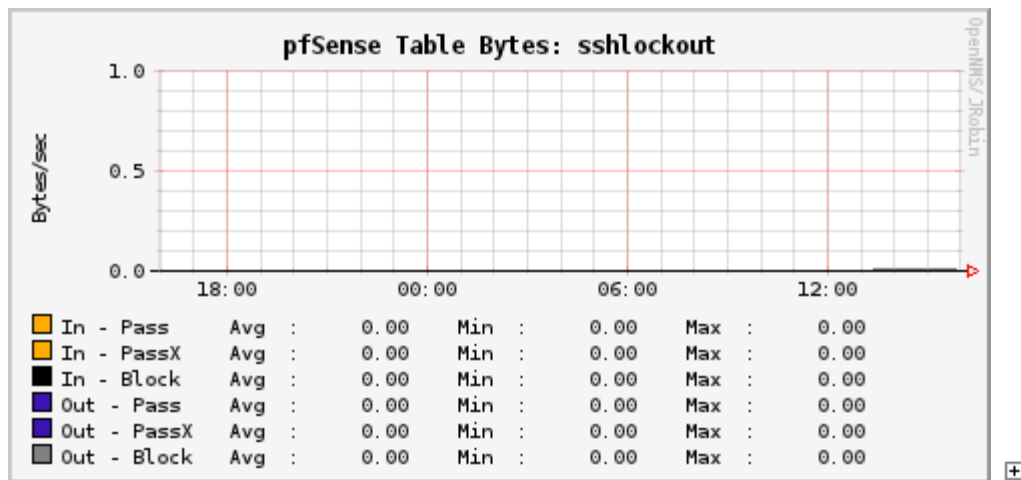 pfSense Table Bytes: sshlockout
OpenNMS/JRobin
Bytes/sec
1.0
0.5
0.0
18:00 00:00 06:00 12:00
In - Pass Avg : 0.00 Min : 0.00 Max : 0.00
In - PassX Avg : 0.00 Min : 0.00 Max : 0.00
In - Block Avg : 0.00 Min : 0.00 Max : 0.00
Out - Pass Avg : 0.00 Min : 0.00 Max : 0.00
Out - PassX Avg : 0.00 Min : 0.00 Max : 0.00
Out - Block Avg : 0.00 Min : 0.00 Max : 0.00